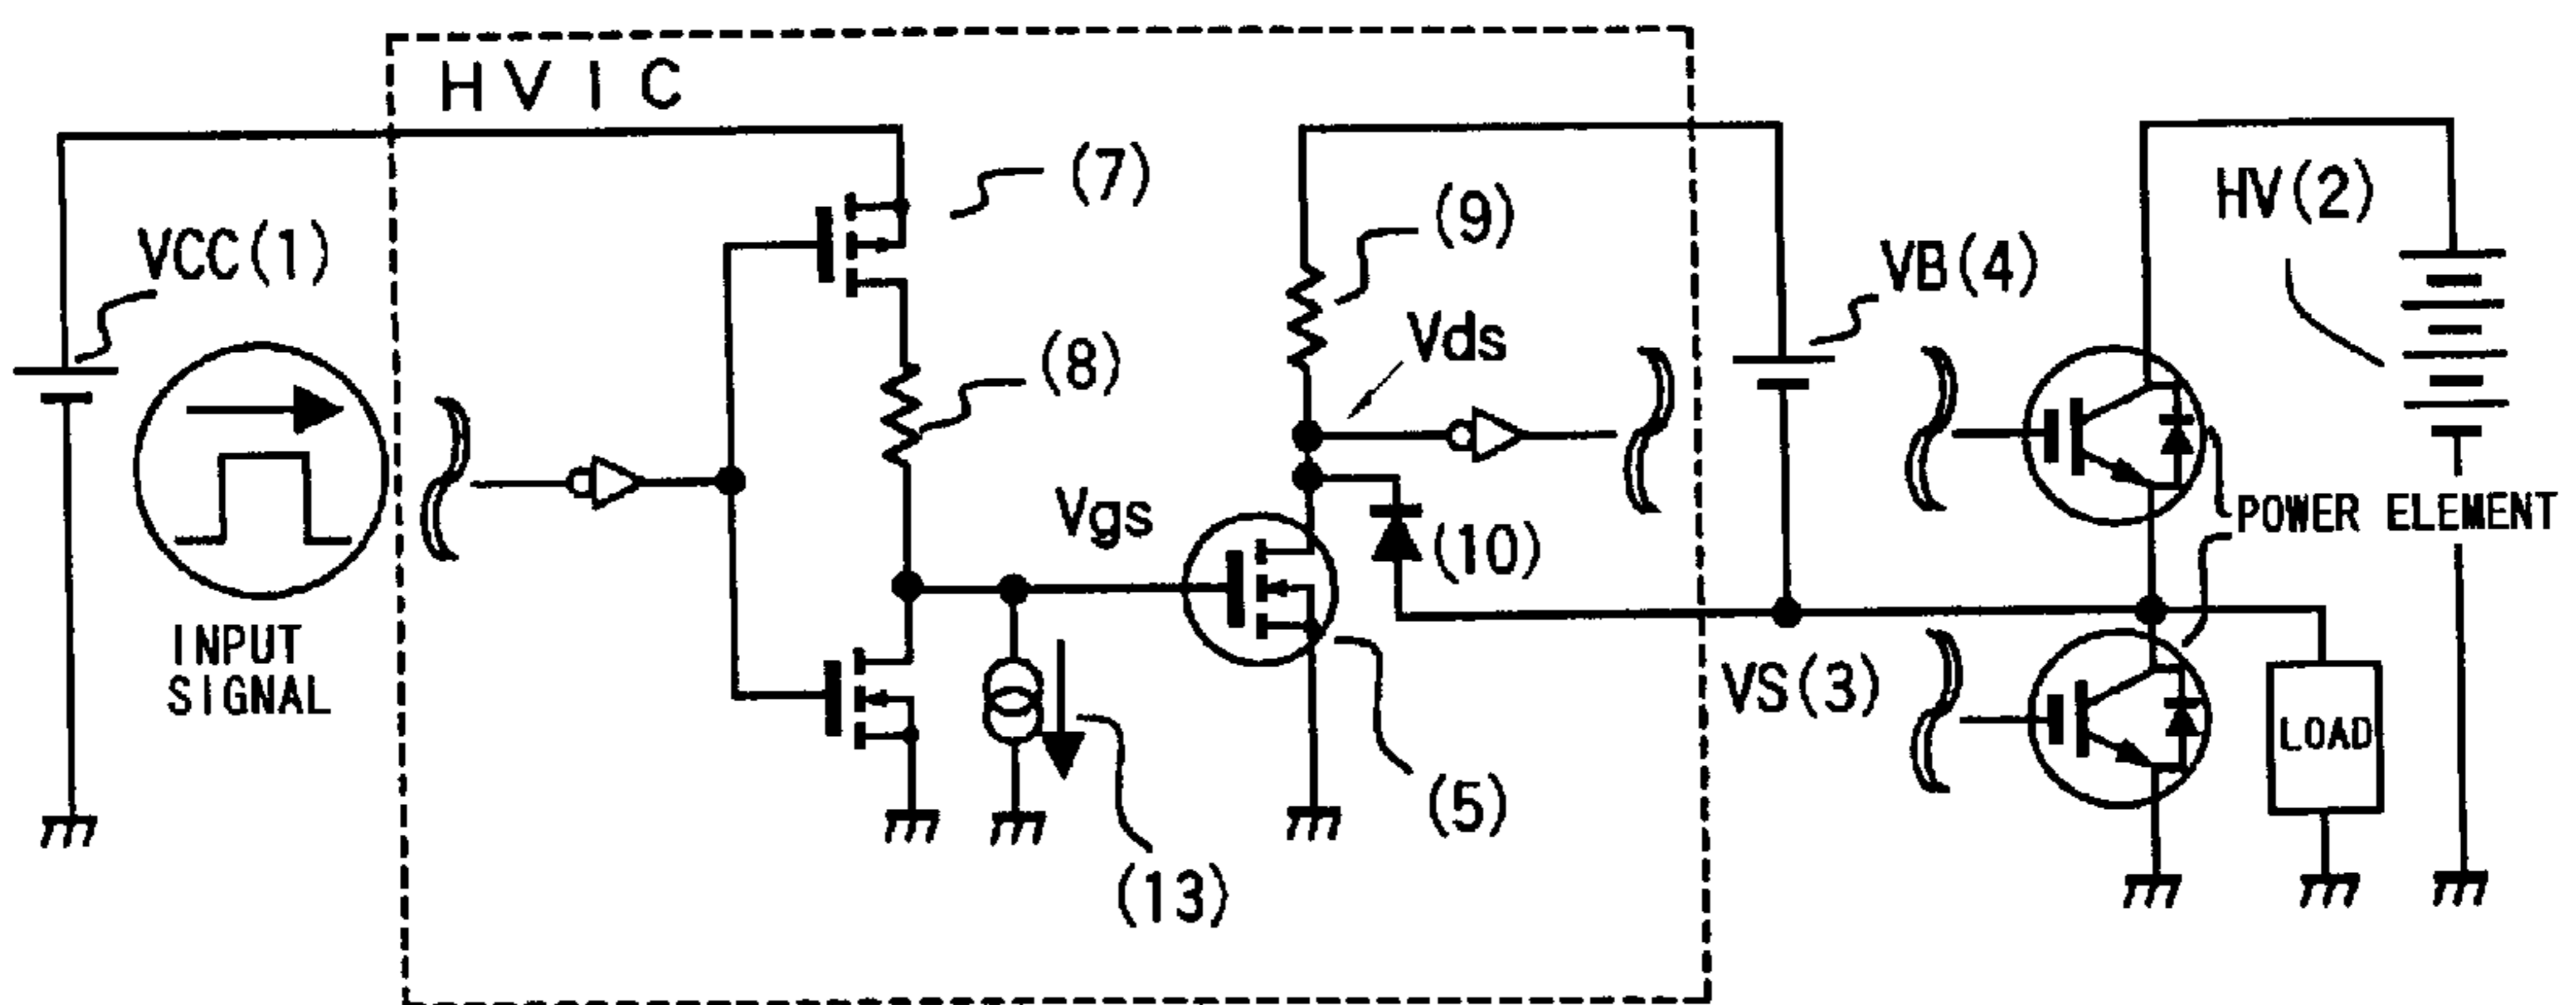 HVIC
(7)
HV(2)
(9)
VCC(1)
VB(4)
Vds
(8)
Vgs
POWER ELEMENT
(10)
INPUT
SIGNAL
VS(3)
LOAD
(5)
(13)